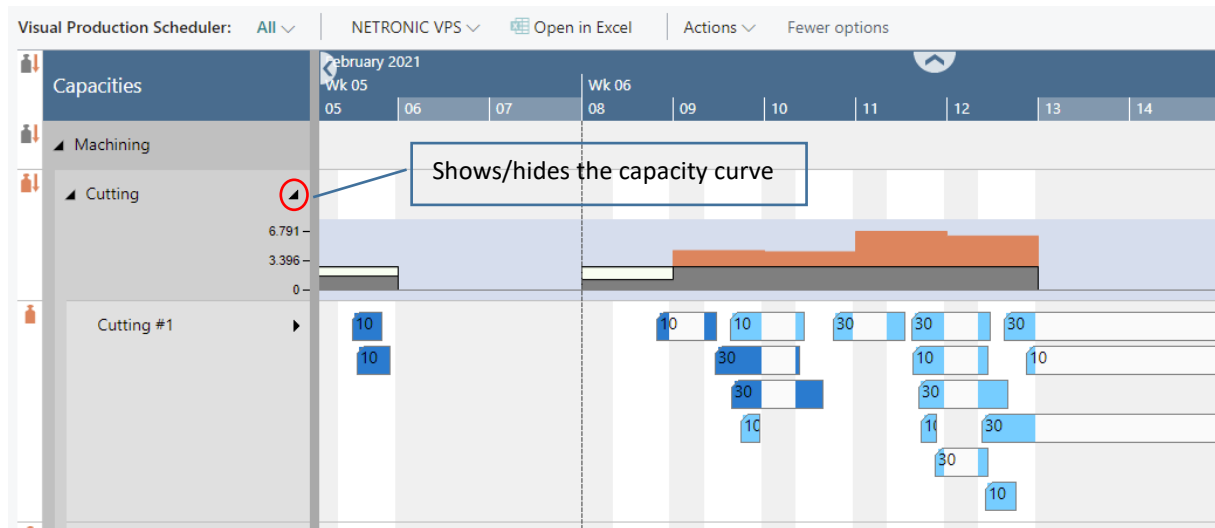 Visual Production Scheduler: All NETRONIC VPS Open in Excel Actions Fewer options
Capacities
February 2021
Wk 05 Wk 06
05 06 07 08 09 10 11 12 13 14
Machining
Shows/hides the capacity curve
Cutting
6.791
3.396
0
Cutting #1
10 10 10 30 30 30
10 30 10 10
30 30
10 10 30
30
10